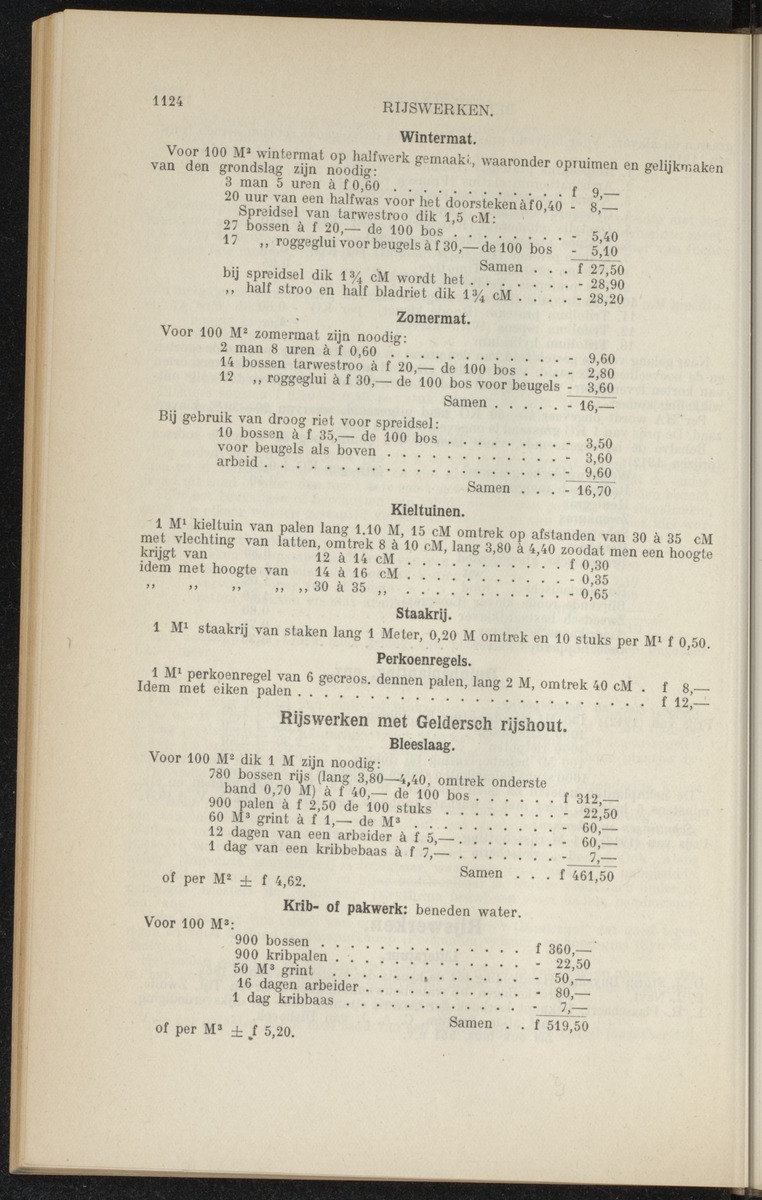 1124
RIJSWERKEN.
Wintermat.
Voor 100 M² wintermat op halfwerk gemaakt, waaronder opruimen en gelijkmaken
van den grondslag zijn noodig:
3 man 5 uren à f 0,60 . . . . . . . . . . . . f 9,—
20 uur van een halfwas voor het doorsteken à f 0,40 - 8,—
Spreidsel van tarwestroo dik 1,5 cM:
27 bossen à f 20,— de 100 bos . . . . . . . . - 5,40
17 ,, roggeglui voor beugels à f 30,— de 100 bos - 5,10
Samen . . . f 27,50
bij spreidsel dik 1¾ cM wordt het . . . . . . . - 28,90
,, half stroo en half bladriet dik 1¾ cM . . . . - 28,20
Zomermat.
Voor 100 M² zomermat zijn noodig:
2 man 8 uren à f 0,60 . . . . . . . . . . . . - 9,60
14 bossen tarwestroo à f 20,— de 100 bos . . . - 2,80
12 ,, roggeglui à f 30,— de 100 bos voor beugels - 3,60
Samen . . . . . - 16,—
Bij gebruik van droog riet voor spreidsel:
10 bossen à f 35,— de 100 bos . . . . . . . . - 3,50
voor beugels als boven . . . . . . . . . . . . - 3,60
arbeid . . . . . . . . . . . . . . . . . . . . - 9,60
Samen . . . - 16,70
Kieltuinen.
1 M¹ kieltuin van palen lang 1.10 M, 15 cM omtrek op afstanden van 30 à 35 cM
met vlechting van latten, omtrek 8 à 10 cM, lang 3,80 à 4,40 zoodat men een hoogte
krijgt van 12 à 14 cM . . . . . . . . . . . f 0,30
idem met hoogte van 14 à 16 cM . . . . . . . . . . . - 0,35
,, ,, ,, ,, ,, 30 à 35 ,, . . . . . . . . . . . - 0,65
Staakrij.
1 M¹ staakrij van staken lang 1 Meter, 0,20 M omtrek en 10 stuks per M¹ f 0,50.
Perkoenregels.
1 M¹ perkoenregel van 6 gecreos. dennen palen, lang 2 M, omtrek 40 cM . f 8,—
Idem met eiken palen . . . . . . . . . . . . . . . . . . . . . . . . f 12,—
Rijswerken met Geldersch rijshout.
Bleeslaag.
Voor 100 M² dik 1 M zijn noodig:
780 bossen rijs (lang 3,80—4,40, omtrek onderste
band 0,70 M) à f 40,— de 100 bos . . . . . . f 312,—
900 palen à f 2,50 de 100 stuks . . . . . . . . - 22,50
60 M³ grint à f 1,— de M³ . . . . . . . . . . - 60,—
12 dagen van een arbeider à f 5,— . . . . . . . - 60,—
1 dag van een kribbebaas à f 7,— . . . . . . . - 7,—
Samen . . . f 461,50
of per M² ± f 4,62.
Krib- of pakwerk: beneden water.
Voor 100 M³:
900 bossen . . . . . . . . . . . . . . f 360,—
900 kribpalen . . . . . . . . . . . . . - 22,50
50 M³ grint . . . . . . . . . . . . . - 50,—
16 dagen arbeider . . . . . . . . . . . - 80,—
1 dag kribbaas . . . . . . . . . . . . - 7,—
Samen . . f 519,50
of per M³ ± f 5,20.